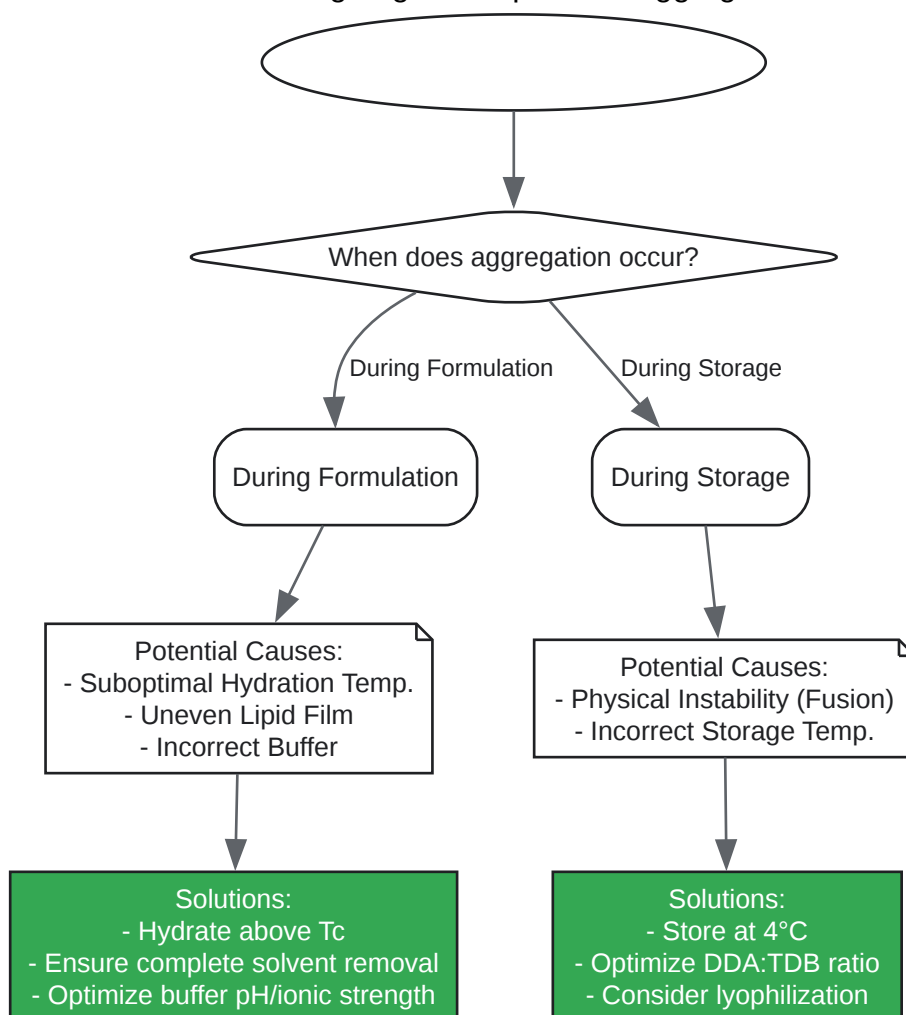 When does aggregation occur?
During Formulation
During Storage
During Formulation
During Storage
Potential Causes:
- Suboptimal Hydration Temp.
- Uneven Lipid Film
- Incorrect Buffer
Potential Causes:
- Physical Instability (Fusion)
- Incorrect Storage Temp.
Solutions:
- Hydrate above Tc
- Ensure complete solvent removal
- Optimize buffer pH/ionic strength
Solutions:
- Store at 4°C
- Optimize DDA:TDB ratio
- Consider lyophilization